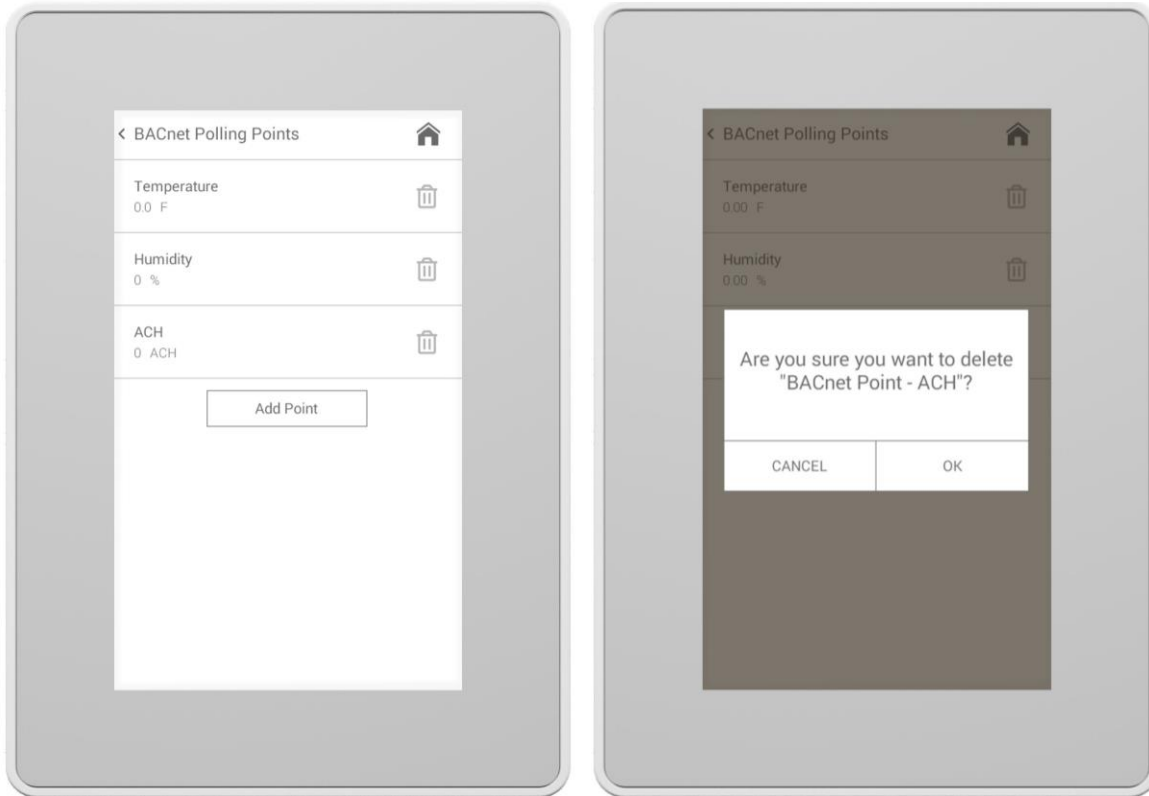 < BACnet Polling Points
Temperature
0.0 F
Humidity
0 %
ACH
0 ACH
Add Point
< BACnet Polling Points
Temperature
0.00 F
Humidity
0.00 %
Are you sure you want to delete
"BACnet Point - ACH"?
CANCEL
OK